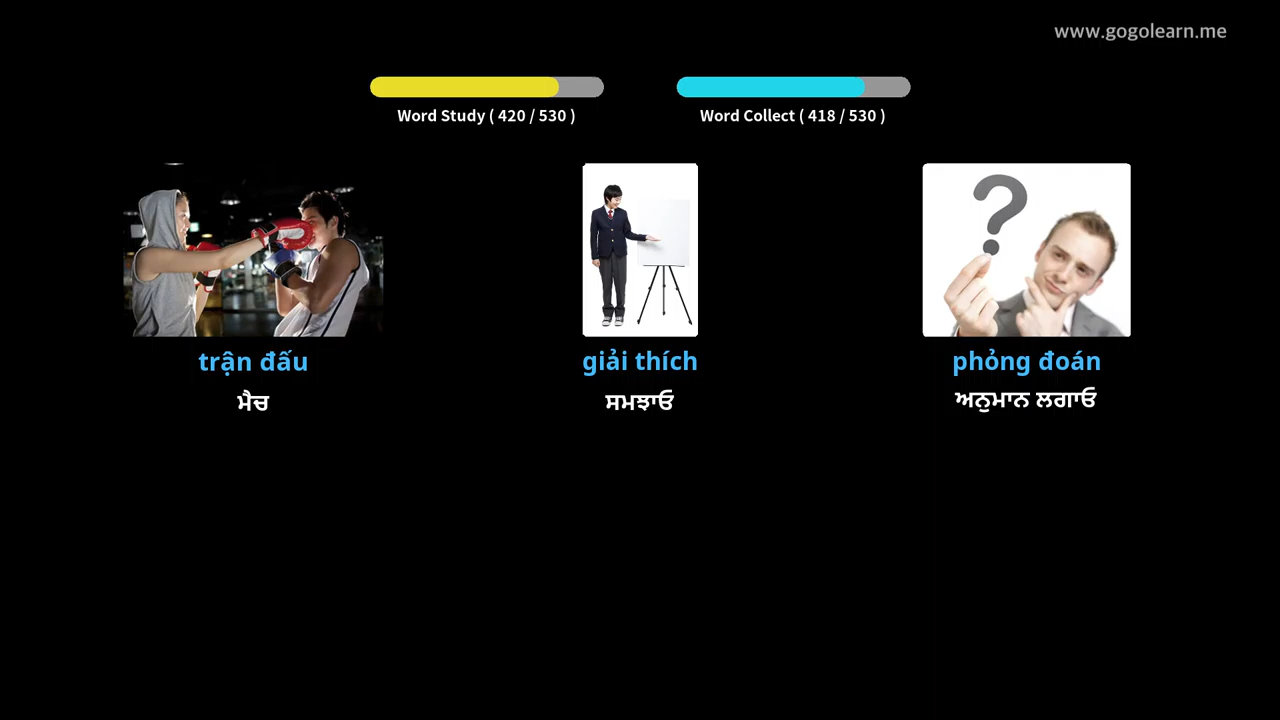 www.gogolearn.me
Word Study ( 420 / 530 )
Word Collect ( 418 / 530 )
trận đấu
giải thích
phỏng đoán
ਮੈਚ
ਸਮਝਾਓ
ਅਨੁਮਾਨ ਲਗਾਓ